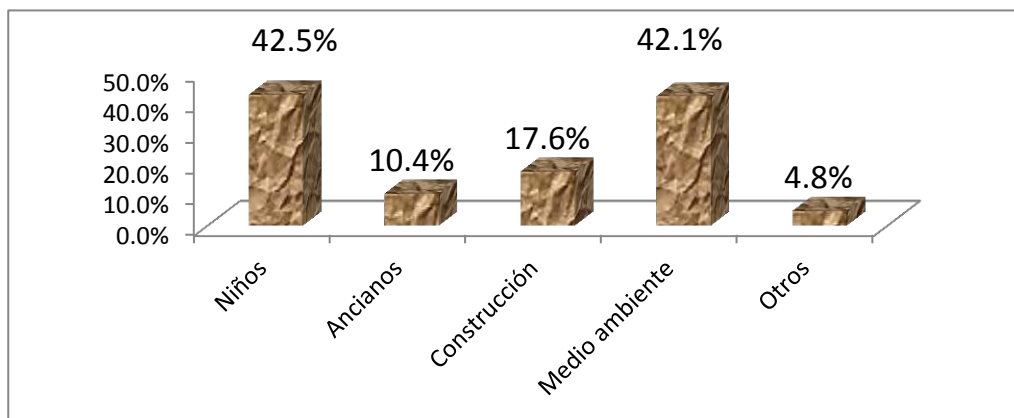 42.5%
42.1%
50.0%
40.0%
30.0%
20.0%
10.0%
0.0%
10.4%
17.6%
4.8%
Niños
Ancianos
Construcción
Medio ambiente
Otros